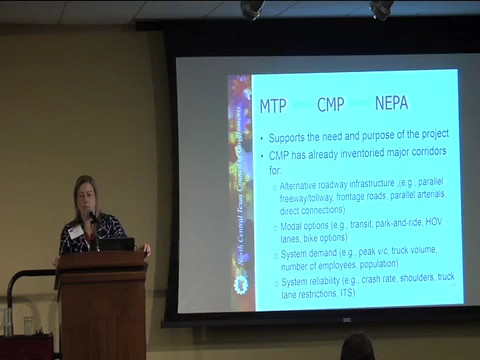 North Central Texas Council of Governments
MTP CMP NEPA
• Supports the need and purpose of the project
• CMP has already inventoried major corridors
for:
○ Alternative roadway infrastructure ,(e.g., parallel
freeway/tollway, frontage roads, parallel arterials,
direct connections)
○ Modal options (e.g., transit, park-and-ride, HOV
lanes, bike options)
○ System demand (e.g., peak v/c, truck volume,
number of employees, population)
○ System reliability (e.g., crash rate, shoulders, truck
lane restrictions, ITS)